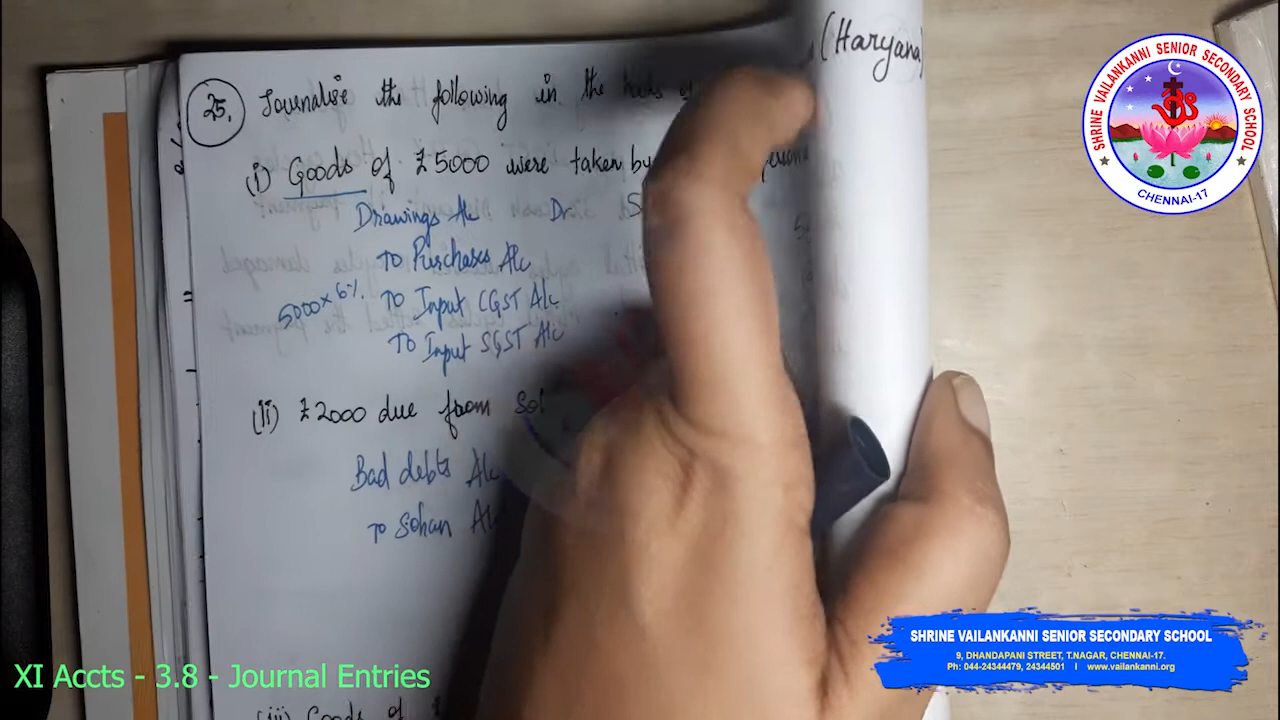 (Haryana)
25. Journalise the following in the
(i) Goods of ₹5000 were taken by
Drawings A/c Dr.
To Purchases A/c
5000×6% To Input CGST A/c
To Input SGST A/c
(ii) ₹2000 due from
Bad debts A/c
To Sohan A/c
(iii) Goods of
SHRINE VAILANKANNI SENIOR SECONDARY SCHOOL
CHENNAI-17
SHRINE VAILANKANNI SENIOR SECONDARY SCHOOL
9, DHANDAPANI STREET, T.NAGAR, CHENNAI-17.
Ph: 044-24344479, 24344501 I www.vailankanni.org
XI Accts - 3.8 - Journal Entries